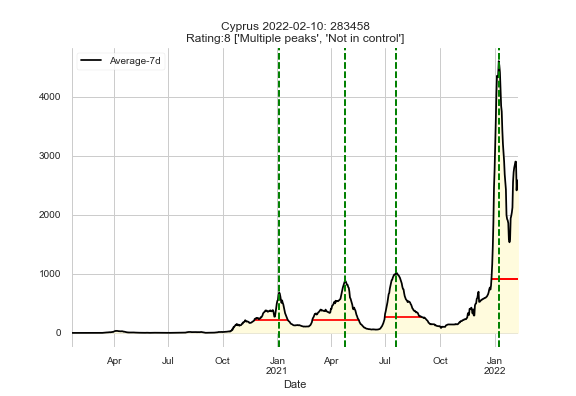 Cyprus 2022-02-10: 283458
Rating:8 ['Multiple peaks', 'Not in control']
Average-7d
4000
3000
2000
1000
0
Apr
Jul
Oct
Jan
2021
Apr
Jul
Oct
Jan
2022
Date